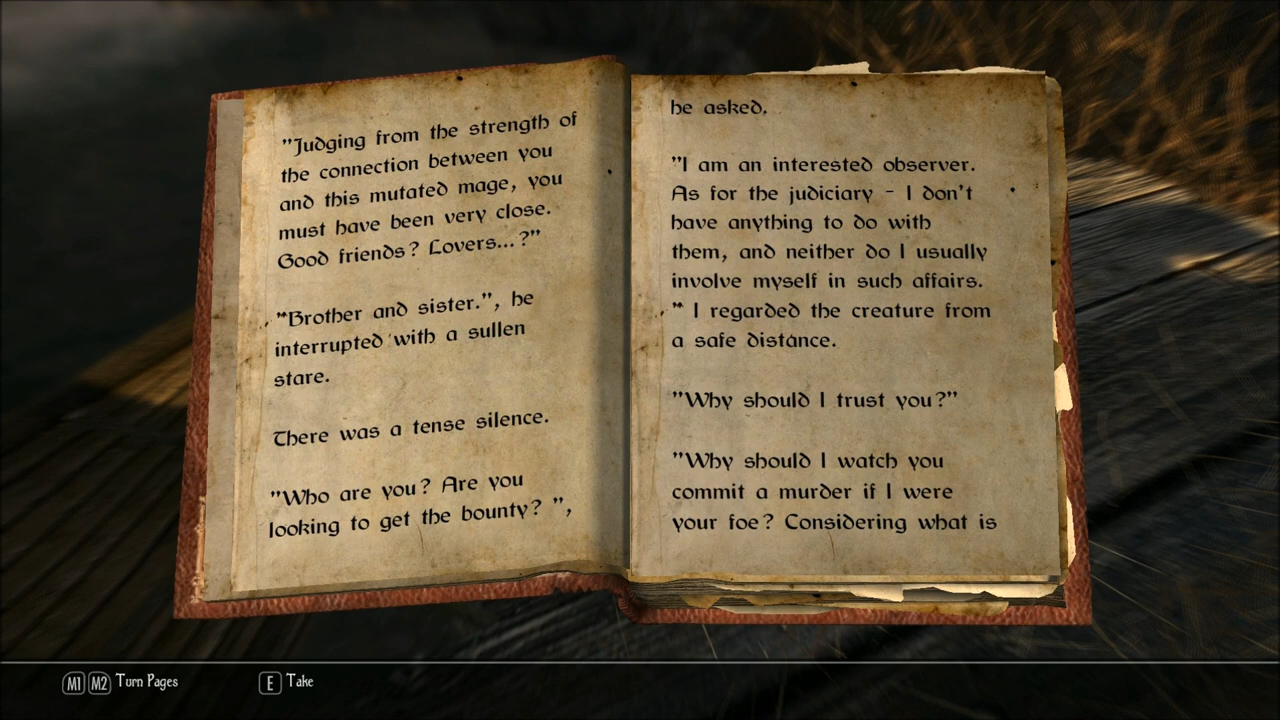 "Judging from the strength of
the connection between you
and this mutated mage, you
must have been very close.
Good friends? Lovers...?"
"Brother and sister.", he
interrupted with a sullen
stare.
There was a tense silence.
"Who are you? Are you
looking to get the bounty? ",
he asked.
"I am an interested observer.
As for the judiciary - I don't
have anything to do with
them, and neither do I usually
involve myself in such affairs.
" I regarded the creature from
a safe distance.
"Why should I trust you?"
"Why should I watch you
commit a murder if I were
your foe? Considering what is
M1 M2 Turn Pages
E Take